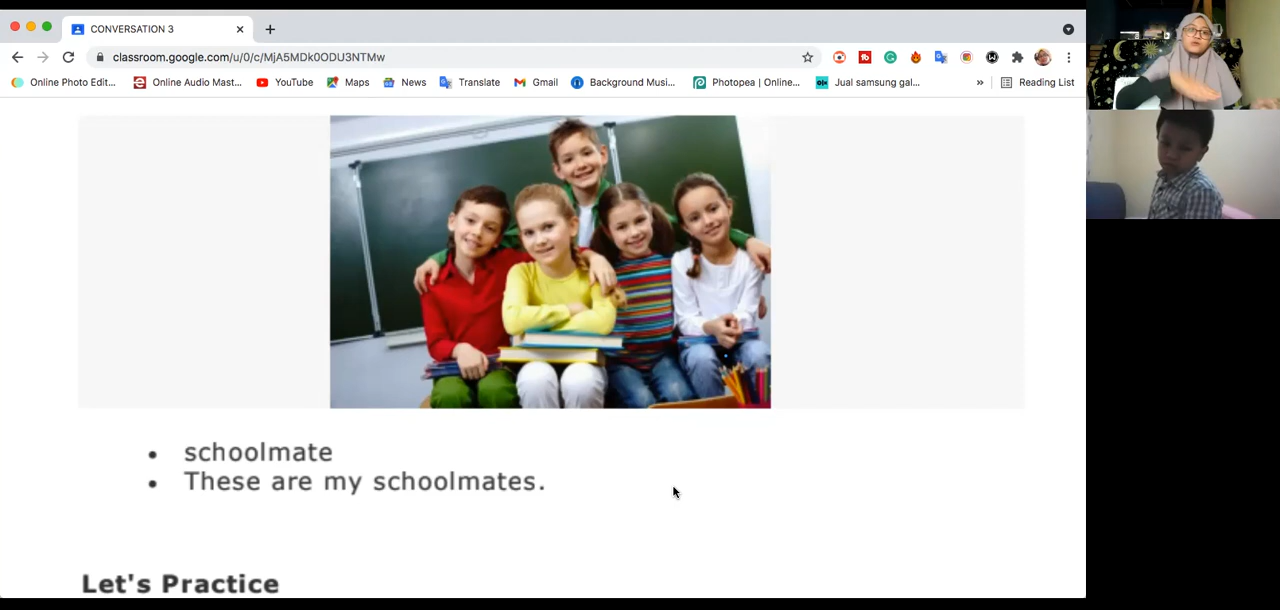 CONVERSATION 3
classroom.google.com/u/0/c/MjA5MDk0ODU3NTMw
Online Photo Edit... Online Audio Mast... YouTube Maps News Translate Gmail Background Musi... Photopea | Online... Jual samsung gal... » Reading List
schoolmate
These are my schoolmates.
Let's Practice